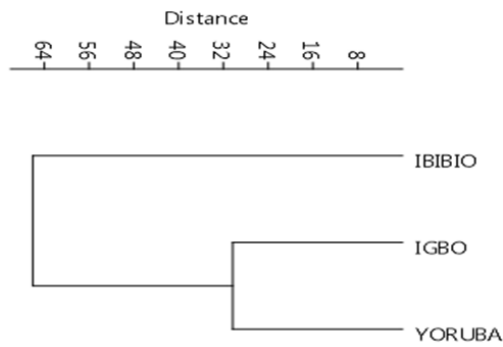 Distance
64 56 48 40 32 24 16 8
IBIBIO
IGBO
YORUBA